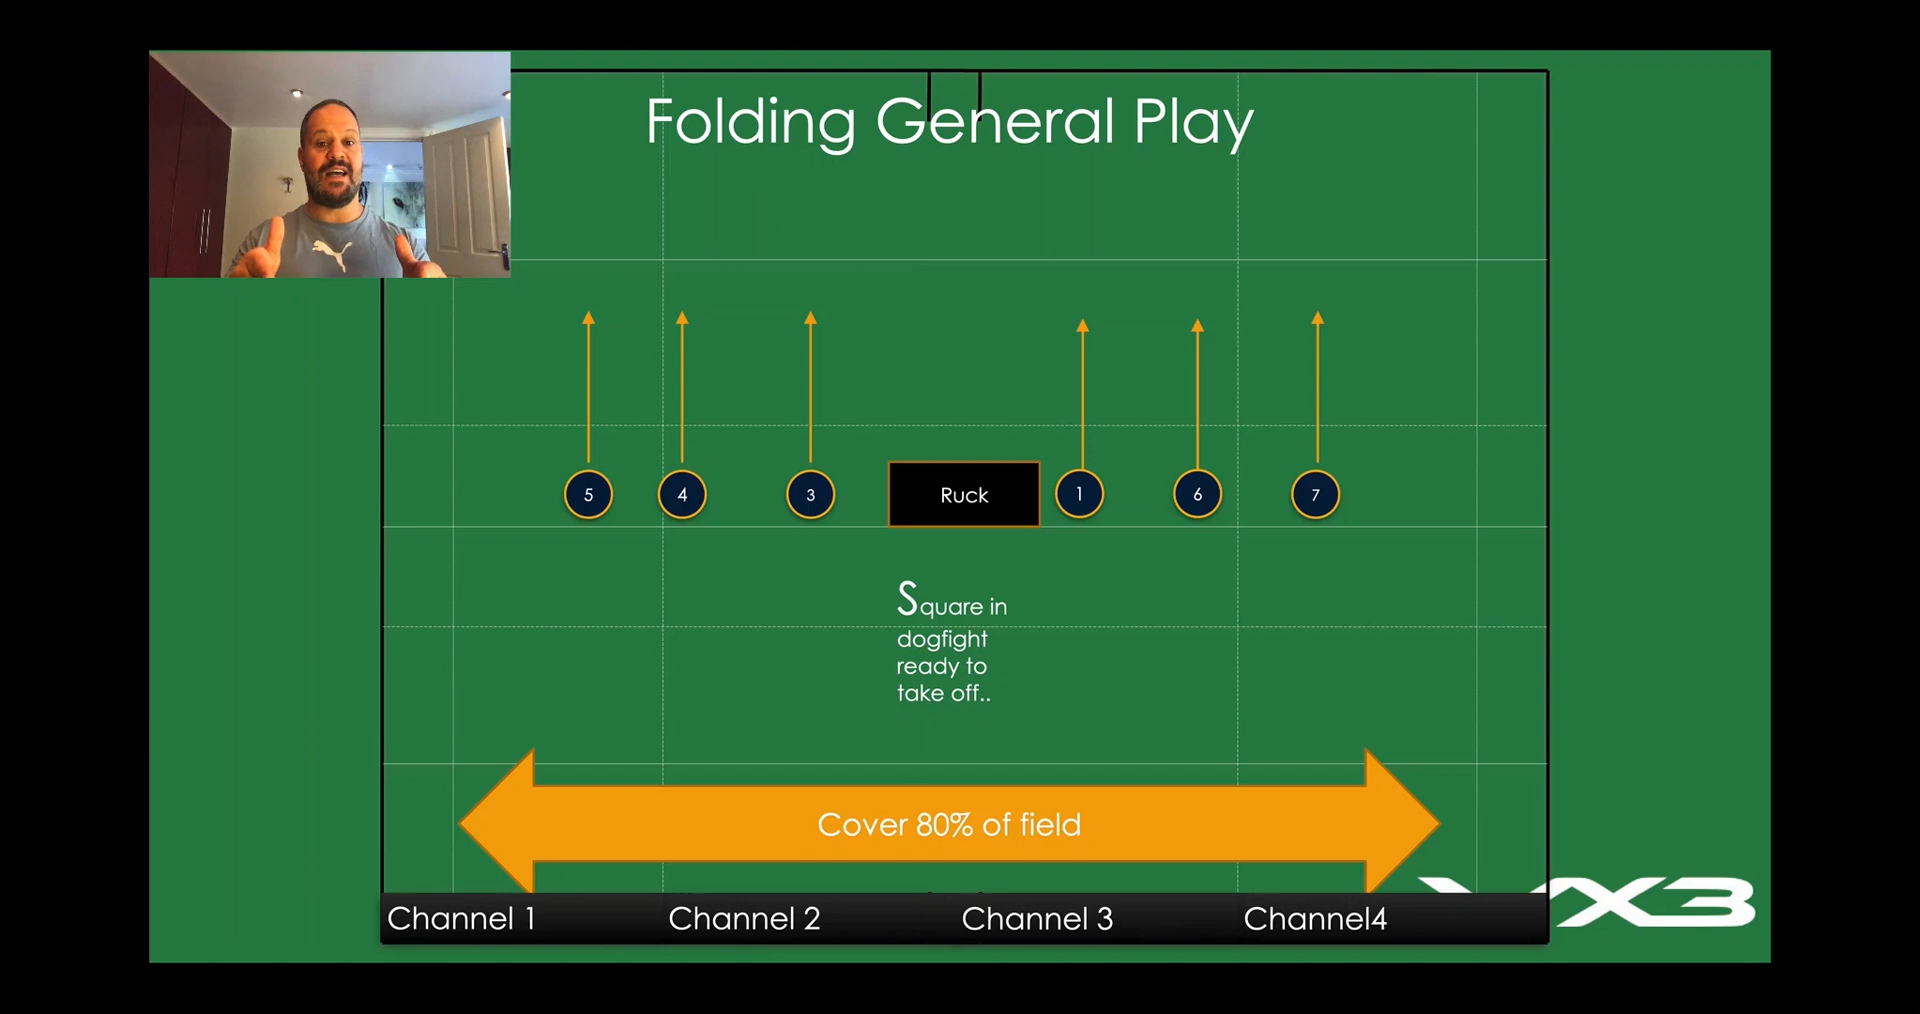 Folding General Play
5
4
3
Ruck
1
6
7
Square in
dogfight
ready to
take off..
Cover 80% of field
Channel 1
Channel 2
Channel 3
Channel4
VX3